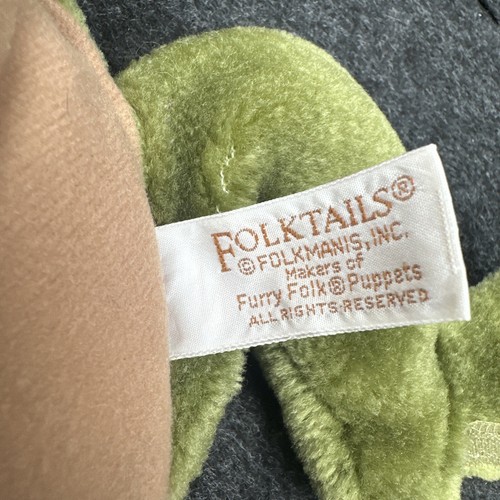 FOLKTAILS®
© FOLKMANIS, INC.
Makers of
Furry Folk® Puppets
ALL RIGHTS RESERVED